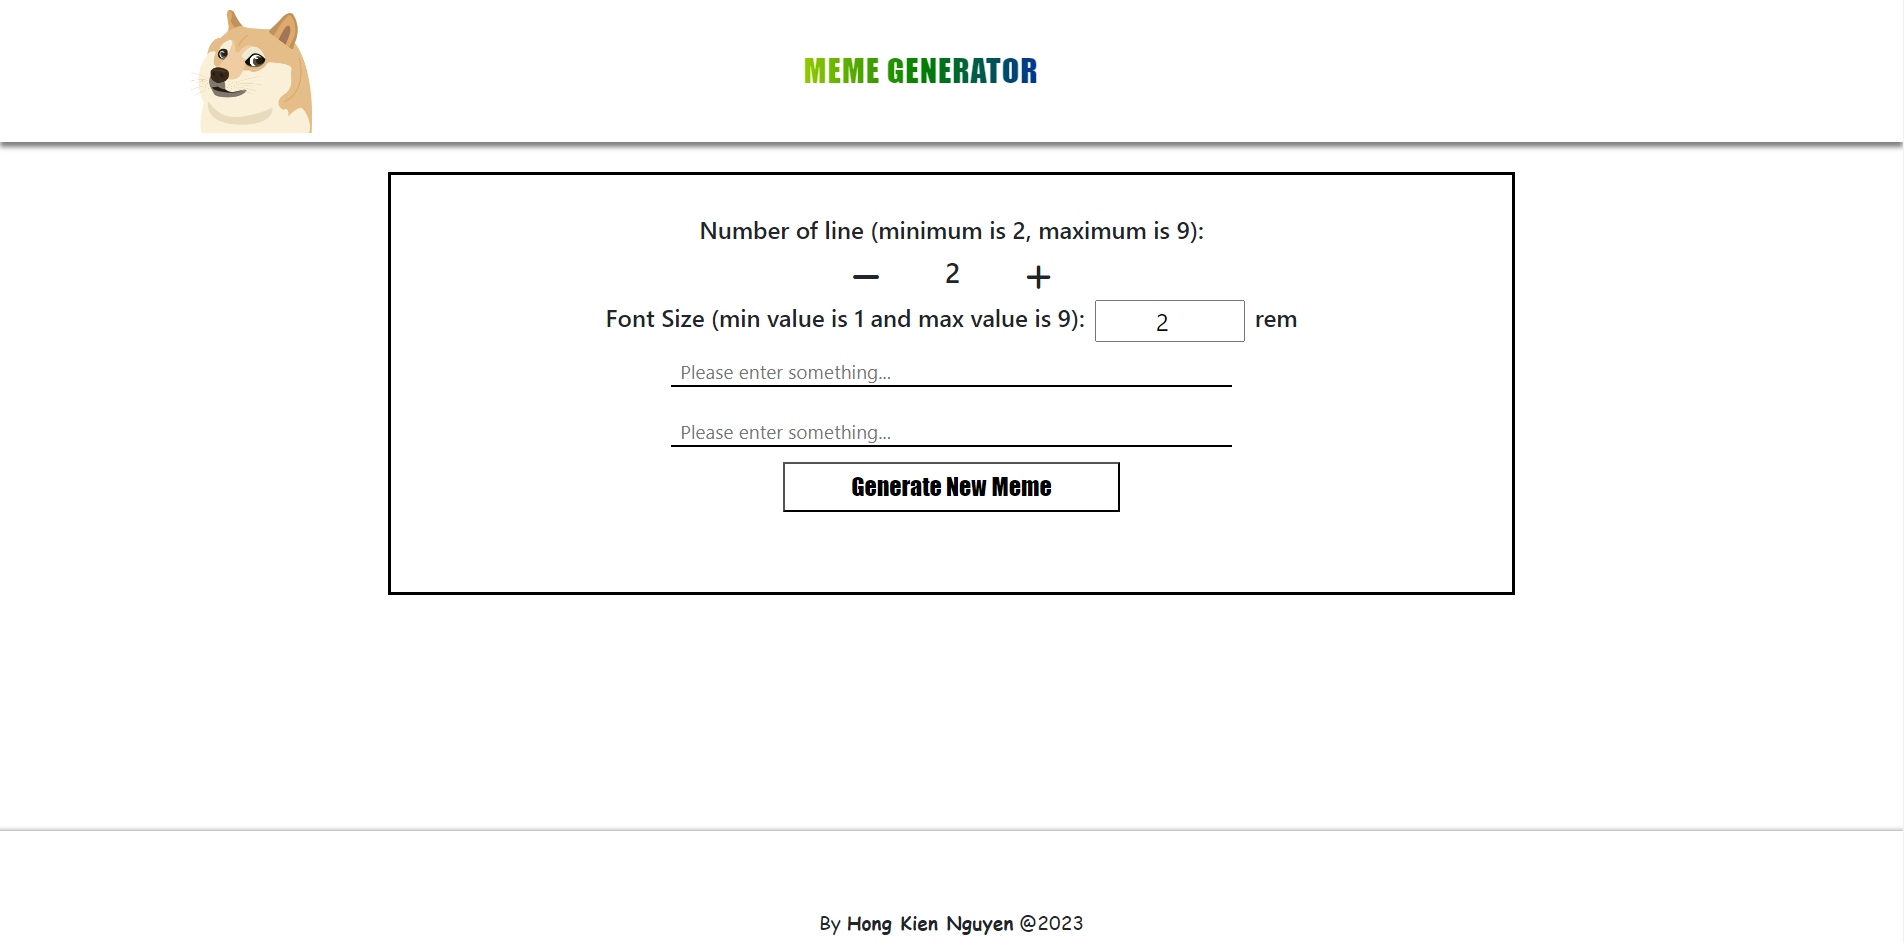 MEME GENERATOR
Number of line (minimum is 2, maximum is 9):
— 2 +
Font Size (min value is 1 and max value is 9): 2 rem
Please enter something...
Please enter something...
Generate New Meme
By Hong Kien Nguyen @2023